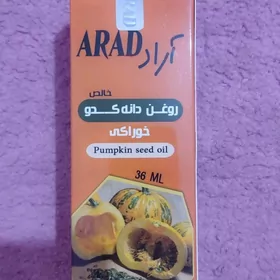 ARAD آراد
خالص
روغن دانه کدو
خوراکی
Pumpkin seed oil
36 ML